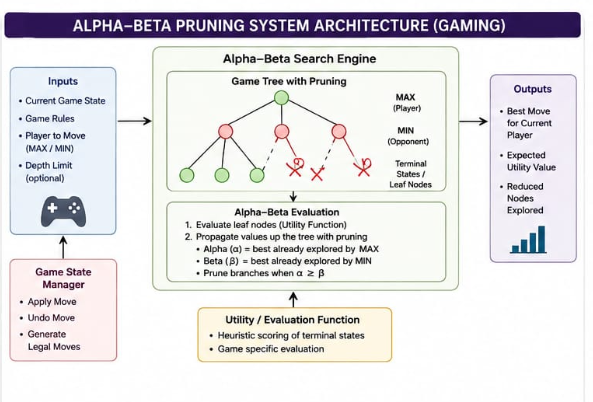 ALPHA–BETA PRUNING SYSTEM ARCHITECTURE (GAMING)
Inputs
• Current Game State
• Game Rules
• Player to Move
(MAX / MIN)
• Depth Limit
(optional)
Game State
Manager
• Apply Move
• Undo Move
• Generate
Legal Moves
Alpha–Beta Search Engine
Game Tree with Pruning
MAX
(Player)
MIN
(Opponent)
Terminal
States /
Leaf Nodes
Alpha–Beta Evaluation
1. Evaluate leaf nodes (Utility Function)
2. Propagate values up the tree with pruning
• Alpha (α) = best already explored by MAX
• Beta (β) = best already explored by MIN
• Prune branches when α ≥ β
Utility / Evaluation Function
• Heuristic scoring of terminal states
• Game specific evaluation
Outputs
• Best Move
for Current
Player
• Expected
Utility Value
• Reduced
Nodes
Explored